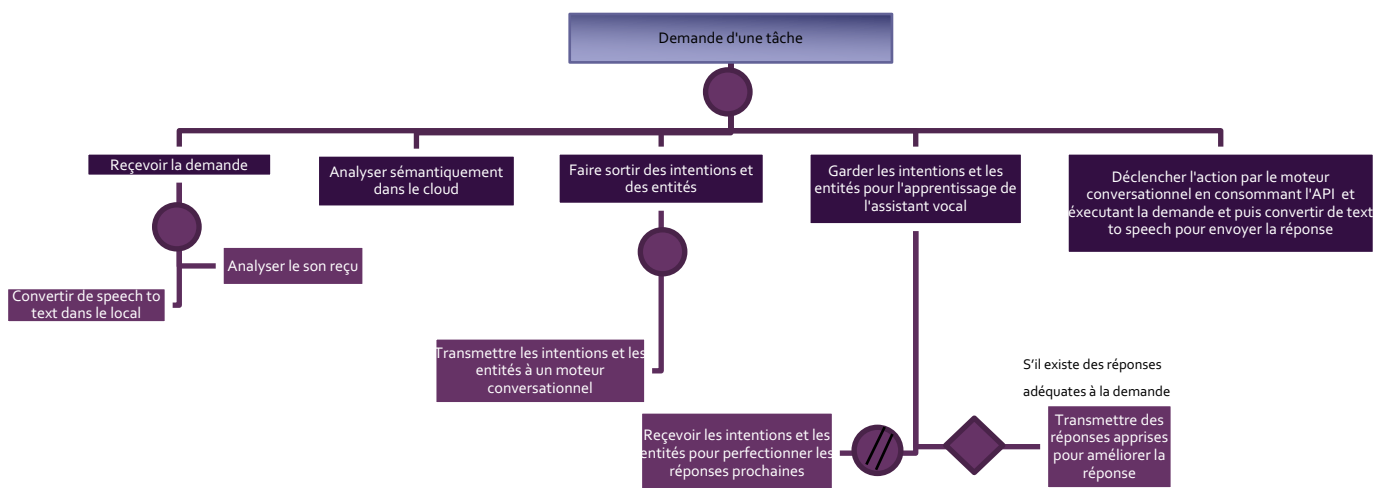 Demande d'une tâche
Reçevoir la demande
Analyser sémantiquement
dans le cloud
Faire sortir des intentions et
des entités
Garder les intentions et les
entités pour l'apprentissage de
l'assistant vocal
Déclencher l'action par le moteur
conversationnel en consommant l'API et
éxecutant la demande et puis convertir de text
to speech pour envoyer la réponse
Analyser le son reçu
Convertir de speech to
text dans le local
Transmettre les intentions et les
entités à un moteur
conversationnel
S'il existe des réponses
adéquates à la demande
Reçevoir les intentions et les
entités pour perfectionner les
réponses prochaines
Transmettre des
réponses apprises
pour améliorer la
réponse